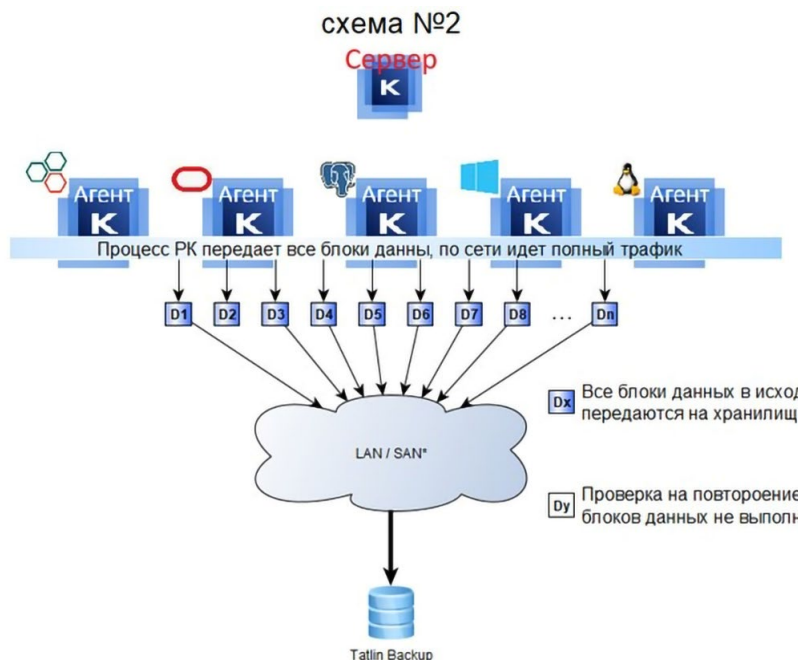 схема №2
Сервер
K
Агент Агент Агент Агент Агент
K K K K K
Процесс РК передает все блоки данны, по сети идет полный трафик
D1 D2 D3 D4 D5 D6 D7 D8 ... Dn
Dx Все блоки данных в исход
передаются на хранилищ
LAN / SAN*
Dy Проверка на повтороение
блоков данных не выполн
Tatlin Backup